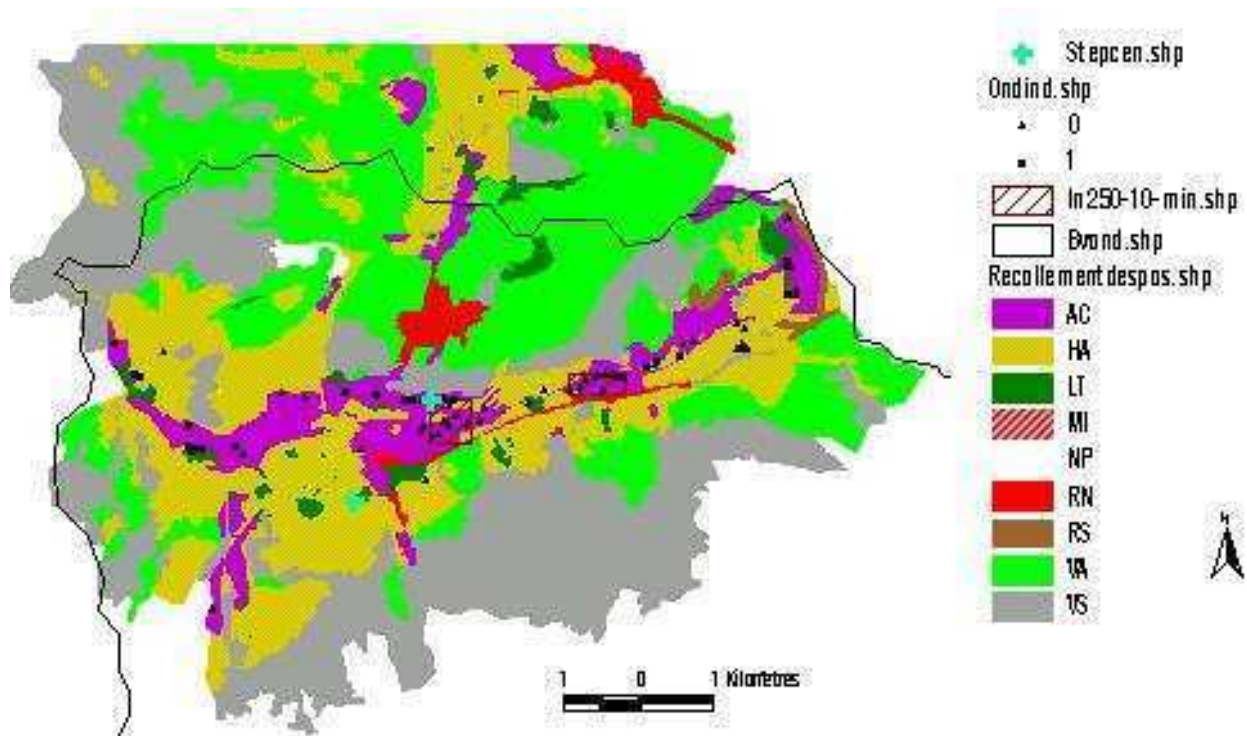 Stepcen.shp
Ondind.shp
0
1
In250-10-min.shp
Bvond.shp
Recollementdespos.shp
AC
HA
LT
MI
NP
RN
RS
VA
VS
N
1 0 1 Kilometres